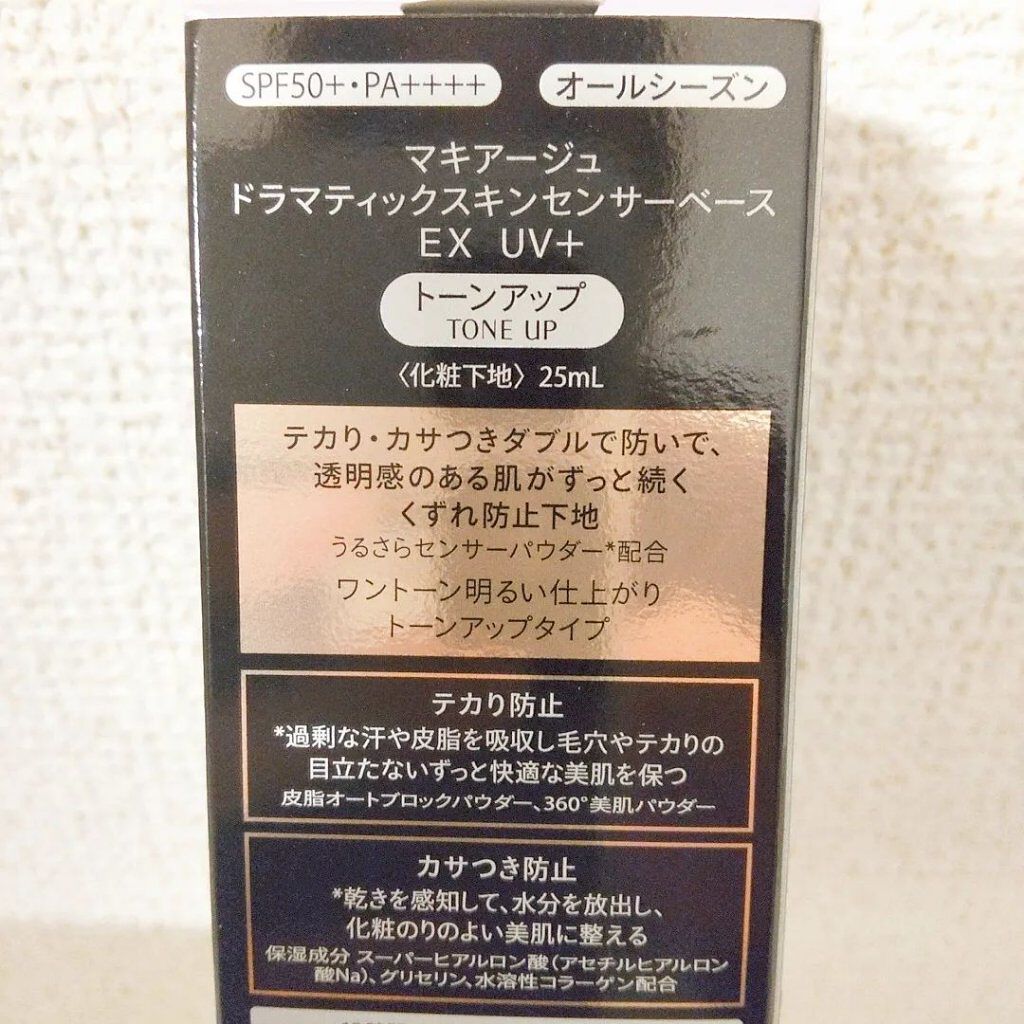 SPF50+・PA++++ オールシーズン
マキアージュ
ドラマティックスキンセンサーベース
EX UV+
トーンアップ
TONE UP
〈化粧下地〉25mL
テカり・カサつきダブルで防いで、
透明感のある肌がずっと続く
くずれ防止下地
うるさらセンサーパウダー*配合
ワントーン明るい仕上がり
トーンアップタイプ
テカり防止
*過剰な汗や皮脂を吸収し毛穴やテカりの
目立たないずっと快適な美肌を保つ
皮脂オートブロックパウダー、360°美肌パウダー
カサつき防止
*乾きを感知して、水分を放出し、
化粧のりのよい美肌に整える
保湿成分 スーパーヒアルロン酸(アセチルヒアルロン
酸Na)、グリセリン、水溶性コラーゲン配合